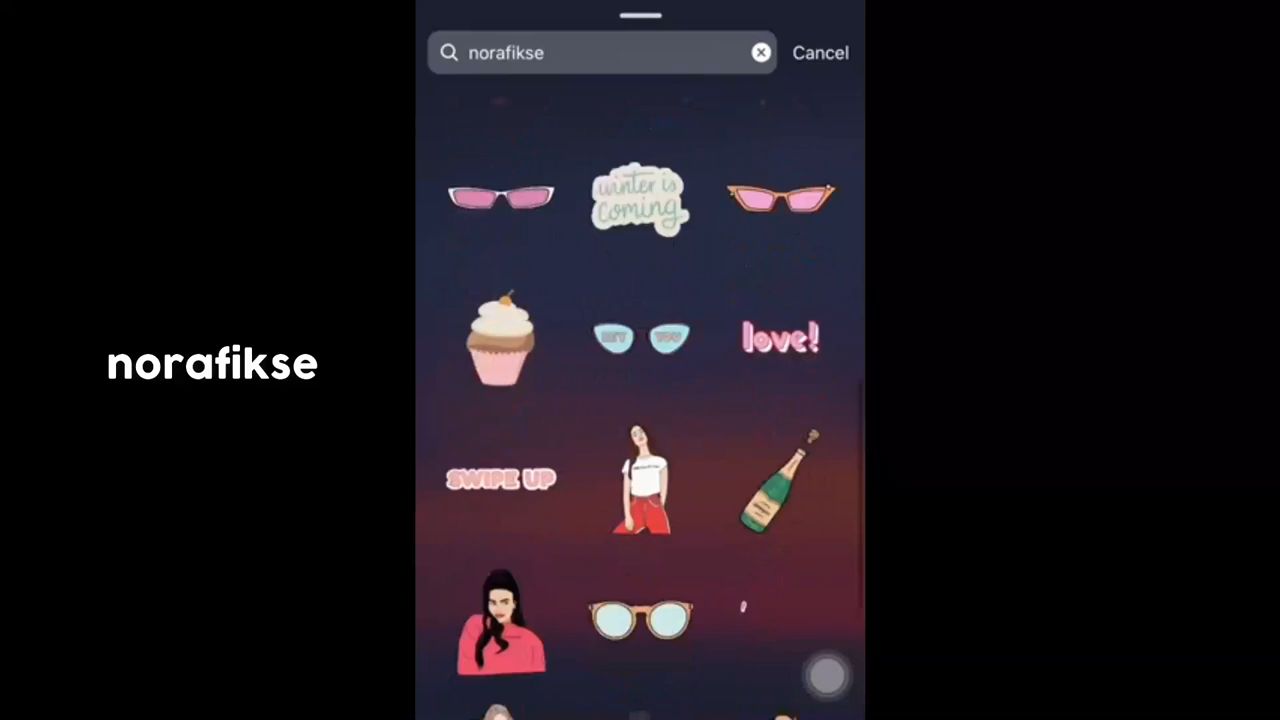 norafikse
Cancel
winter is
coming
love!
SWIPE UP
norafikse